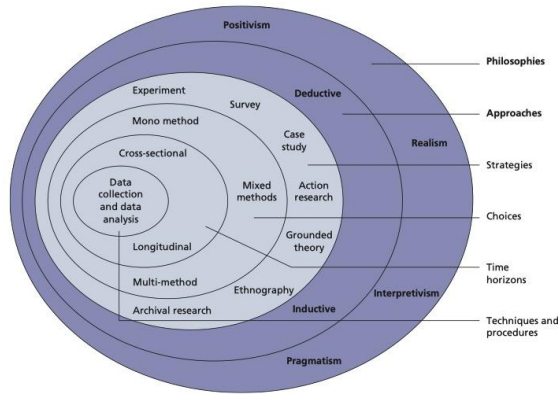 Positivism
Philosophies
Experiment
Deductive
Survey
Approaches
Mono method
Case
study
Realism
Cross-sectional
Strategies
Data
collection
and data
analysis
Mixed
methods
Action
research
Choices
Grounded
theory
Longitudinal
Time
horizons
Multi-method
Ethnography
Interpretivism
Archival research
Inductive
Techniques and
procedures
Pragmatism